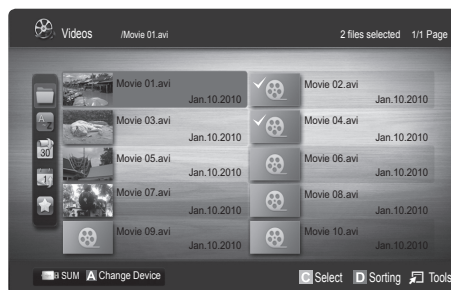 Videos /Movie 01.avi 2 files selected 1/1 Page
Movie 01.avi Movie 02.avi
Jan.10.2010 Jan.10.2010
Movie 03.avi Movie 04.avi
Jan.10.2010 Jan.10.2010
Movie 05.avi Movie 06.avi
Jan.10.2010 Jan.10.2010
Movie 07.avi Movie 08.avi
Jan.10.2010 Jan.10.2010
Movie 09.avi Movie 10.avi
Jan.10.2010 Jan.10.2010
A Z
30
1
SUM A Change Device C Select D Sorting Tools